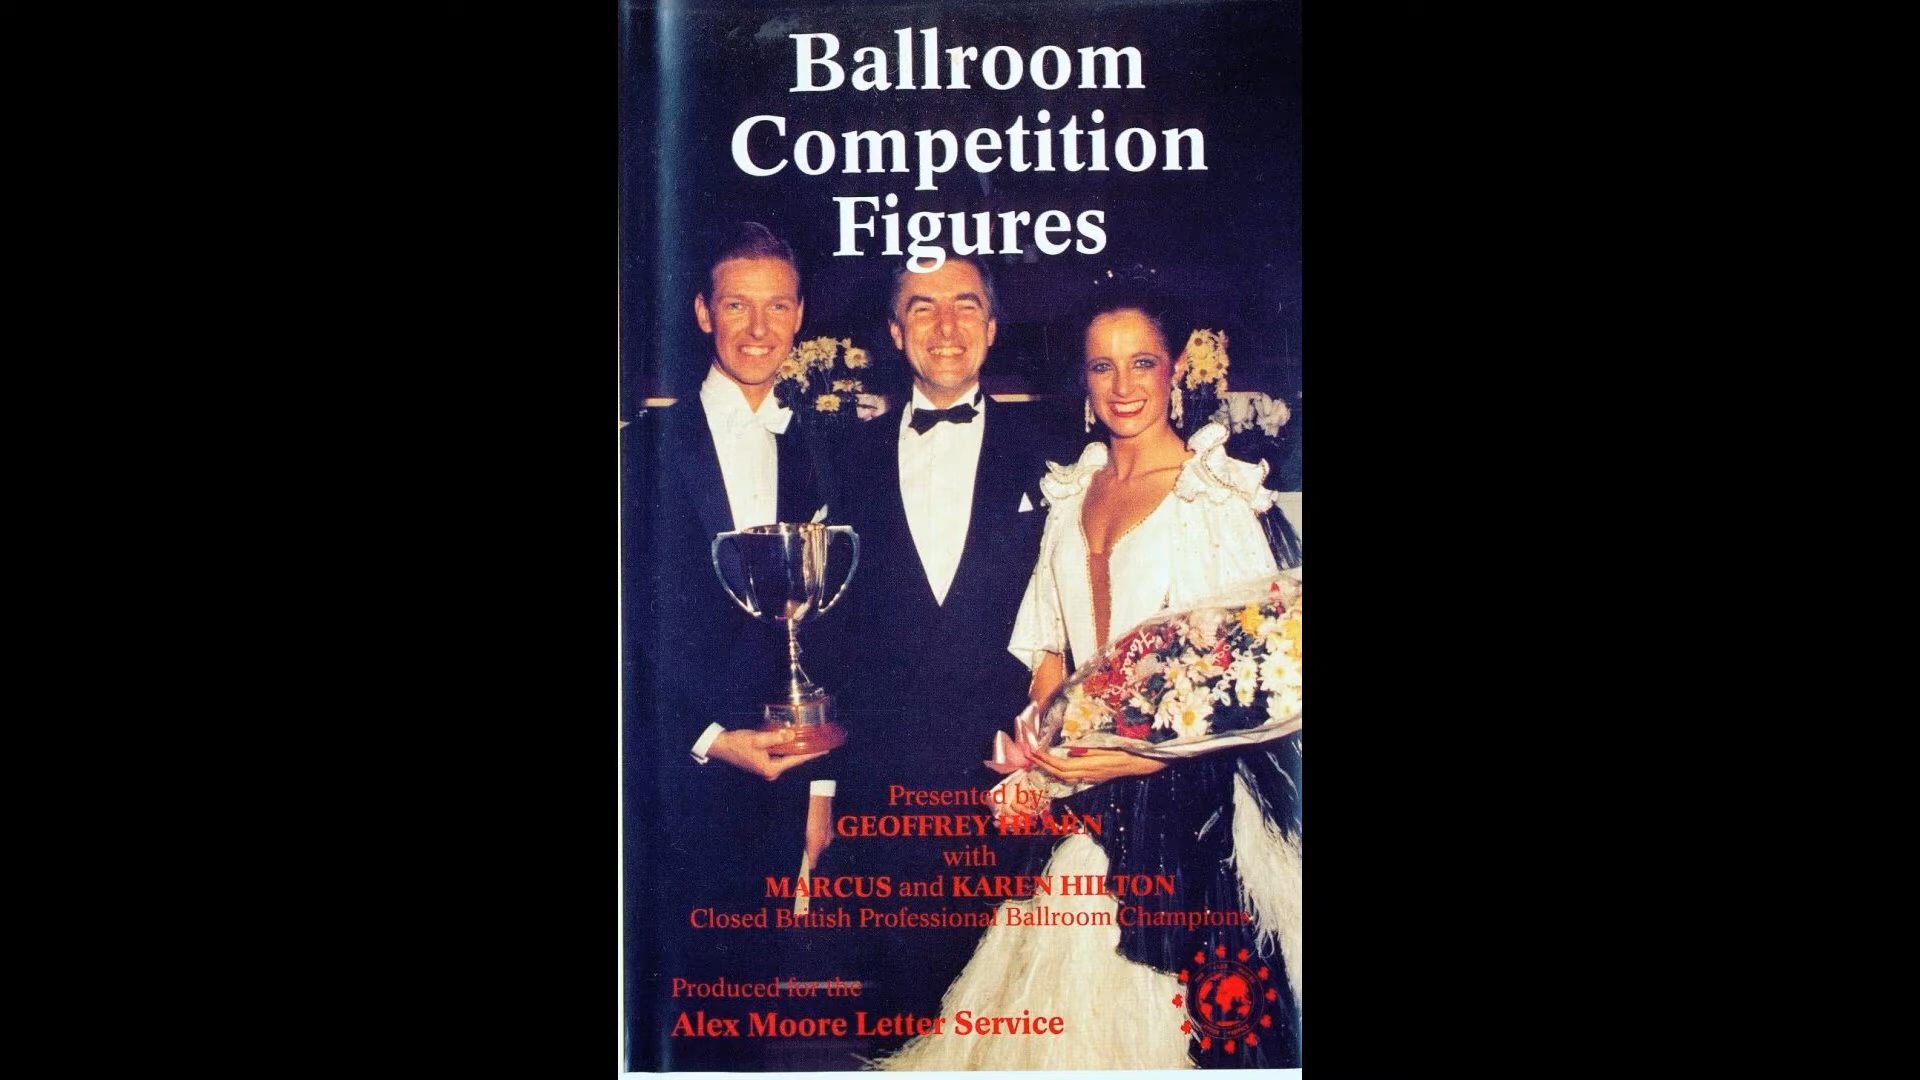 Ballroom
Competition
Figures
Presented by
GEOFFREY HEARN
with
MARCUS and KAREN HILTON
Closed British Professional Ballroom Champions
Produced for the
Alex Moore Letter Service